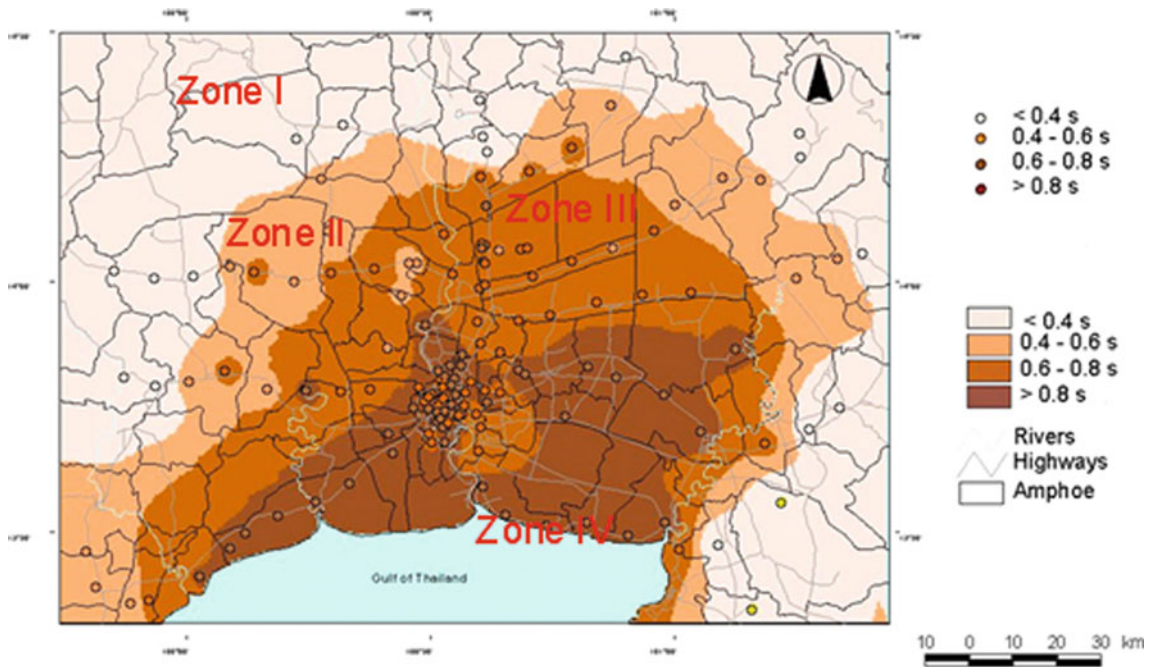 Zone I
Zone II
Zone III
Zone IV
Gulf of Thailand
< 0.4 s
0.4 - 0.6 s
0.6 - 0.8 s
> 0.8 s
< 0.4 s
0.4 - 0.6 s
0.6 - 0.8 s
> 0.8 s
Rivers
Highways
Amphoe
10 0 10 20 30 km